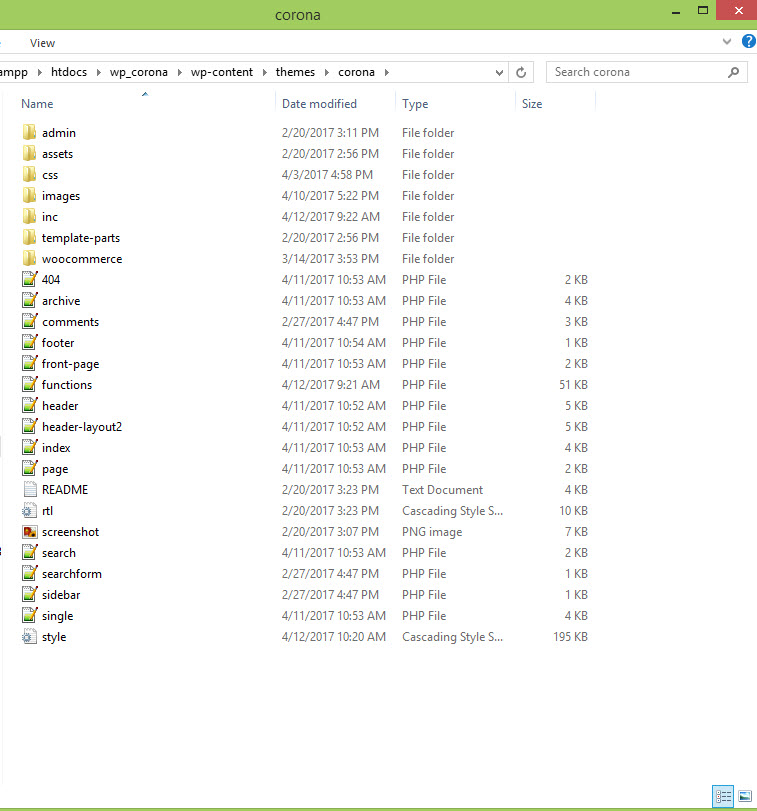 corona
View
ampp htdocs wp_corona wp-content themes corona Search corona
Name Date modified Type Size
admin 2/20/2017 3:11 PM File folder
assets 2/20/2017 2:56 PM File folder
css 4/3/2017 4:58 PM File folder
images 4/10/2017 5:22 PM File folder
inc 4/12/2017 9:22 AM File folder
template-parts 2/20/2017 2:56 PM File folder
woocommerce 3/14/2017 3:53 PM File folder
404 4/11/2017 10:53 AM PHP File 2 KB
archive 4/11/2017 10:53 AM PHP File 4 KB
comments 2/27/2017 4:47 PM PHP File 3 KB
footer 4/11/2017 10:54 AM PHP File 1 KB
front-page 4/11/2017 10:53 AM PHP File 2 KB
functions 4/12/2017 9:21 AM PHP File 51 KB
header 4/11/2017 10:52 AM PHP File 5 KB
header-layout2 4/11/2017 10:52 AM PHP File 5 KB
index 4/11/2017 10:53 AM PHP File 4 KB
page 4/11/2017 10:53 AM PHP File 2 KB
README 2/20/2017 3:23 PM Text Document 4 KB
rtl 2/20/2017 3:23 PM Cascading Style S... 10 KB
screenshot 2/20/2017 3:07 PM PNG image 7 KB
search 4/11/2017 10:53 AM PHP File 2 KB
searchform 2/27/2017 4:47 PM PHP File 1 KB
sidebar 2/27/2017 4:47 PM PHP File 1 KB
single 4/11/2017 10:53 AM PHP File 4 KB
style 4/12/2017 10:20 AM Cascading Style S... 195 KB